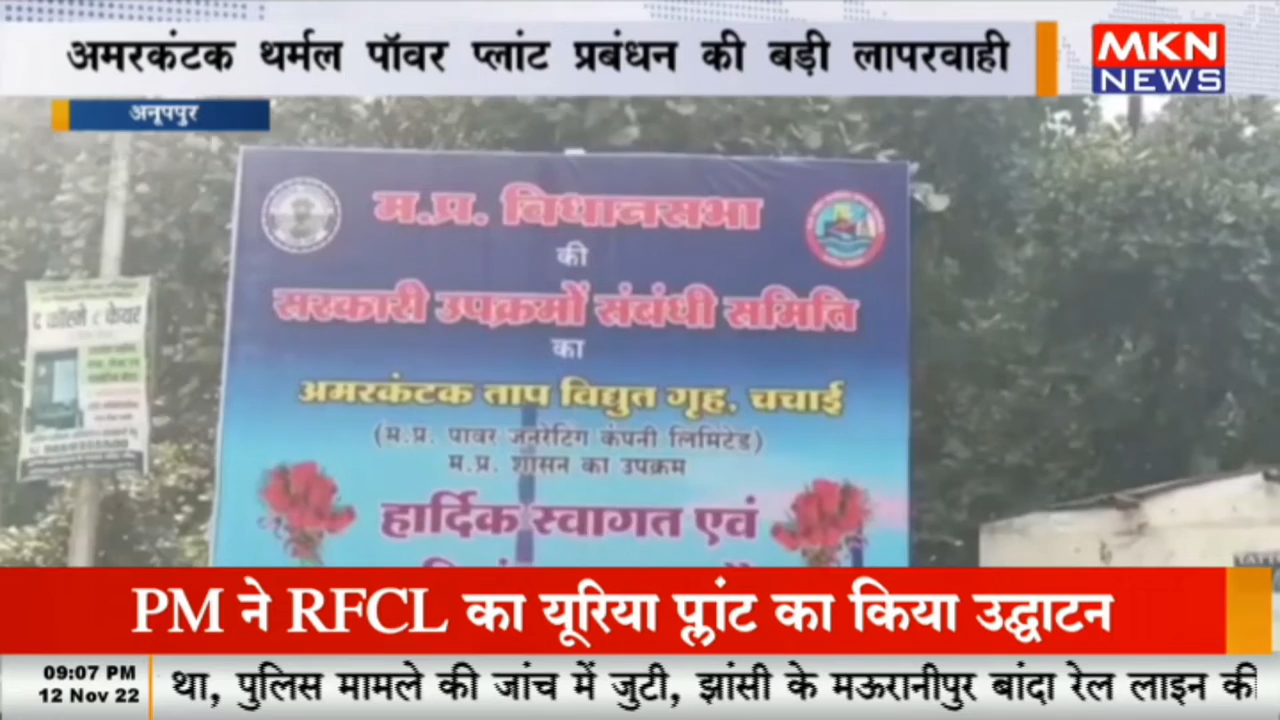 अमरकंटक थर्मल पॉवर प्लांट प्रबंधन की बड़ी लापरवाही
MKN
NEWS
अनूपपुर
म.प्र. विधानसभा
की
सरकारी उपक्रमों संबंधी समिति
का
अमरकंटक ताप विद्युत गृह, चचाई
(म.प्र. पावर जनरेटिंग कंपनी लिमिटेड)
म.प्र. शासन का उपक्रम
हार्दिक स्वागत एवं
PM ने RFCL का यूरिया प्लांट का किया उद्घाटन
09:07 PM
12 Nov 22
था, पुलिस मामले की जांच में जुटी, झांसी के मऊरानीपुर बांदा रेल लाइन की